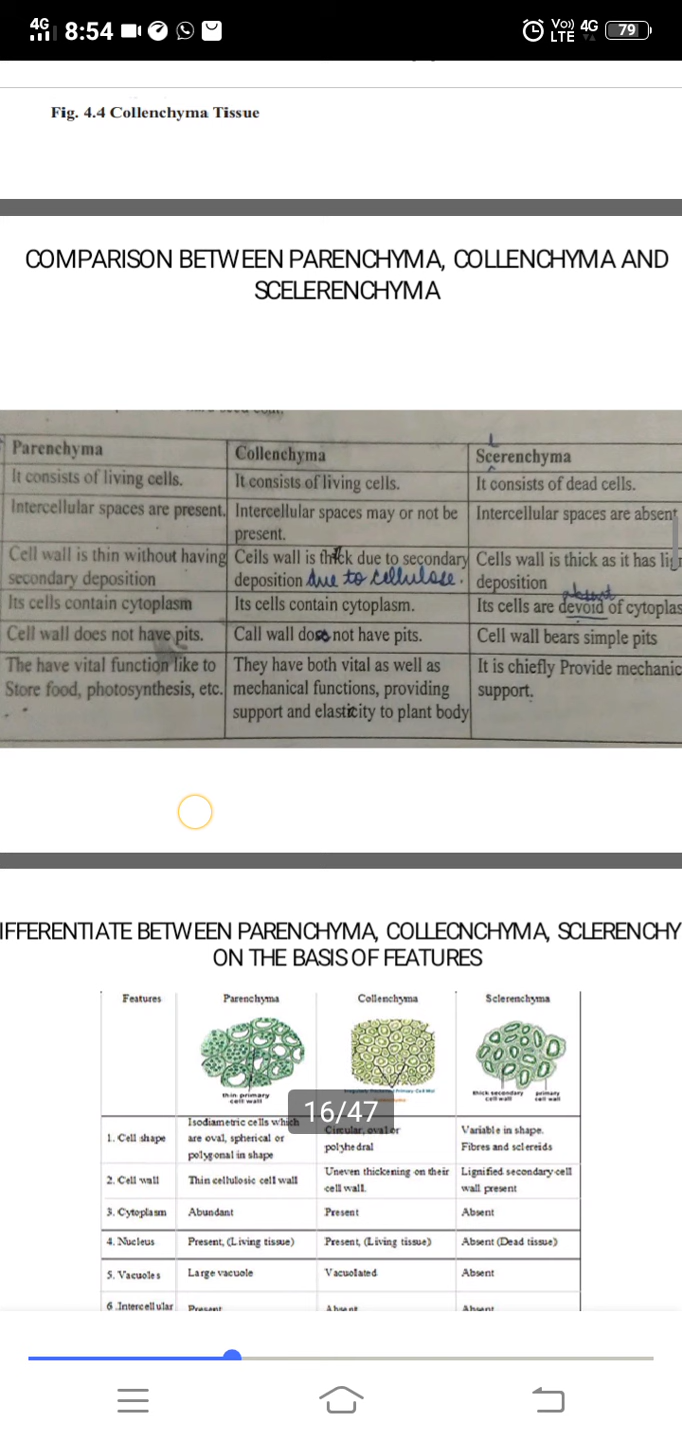 4G 8:54 Vo)) LTE 4G 79
Fig. 4.4 Collenchyma Tissue
COMPARISON BETWEEN PARENCHYMA, COLLENCHYMA AND
SCELERENCHYMA
Parenchyma
Collenchyma
Scerenchyma
l
It consists of living cells.
It consists of living cells.
It consists of dead cells.
Intercellular spaces are present.
Intercellular spaces may or not be
present.
Intercellular spaces are absent
Cell wall is thin without having
secondary deposition
Cells wall is thick due to secondary
deposition due to cellulose.
Cells wall is thick as it has
deposition
Its cells contain cytoplasm
Its cells contain cytoplasm.
absent
Its cells are devoid of cytoplas
Cell wall does not have pits.
Call wall does not have pits.
Cell wall bears simple pits
The have vital function like to
Store food, photosynthesis, etc.
They have both vital as well as
mechanical functions, providing
support and elasticity to plant body
It is chiefly Provide mechanic
support.
IFFERENTIATE BETWEEN PARENCHYMA, COLLECNCHYMA, SCLERENCHY
ON THE BASIS OF FEATURES
Features
Parenchyma
Collenchyma
Sclerenchyma
thin primary
cell wall
thick secondary
cell wall
primary
cell wall
16/47
1. Cell shape
Isodiametric cells which
are oval, spherical or
polygonal in shape
Circular, oval or
polyhedral
Variable in shape.
Fibres and sclereids
2. Cell wall
Thin cellulosic cell wall
Uneven thickening on their
cell wall.
Lignified secondary cell
wall present
3. Cytoplasm
Abundant
Present
Absent
4. Nucleus
Present, (Living tissue)
Present, (Living tissue)
Absent (Dead tissue)
5. Vacuoles
Large vacuole
Vacuolated
Absent
6 .Intercellular
Present
Absent
Absent